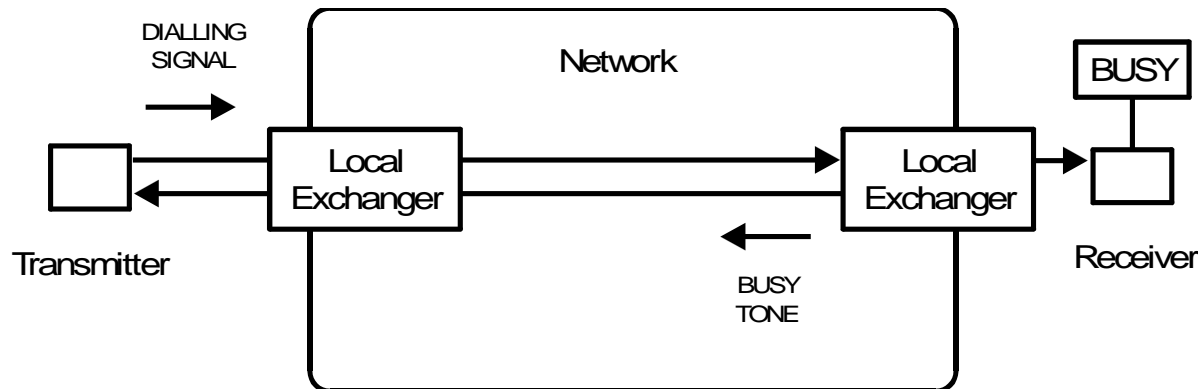 DIALLING
SIGNAL
Network
BUSY
Local
Exchanger
Local
Exchanger
Transmitter
Receiver
BUSY
TONE